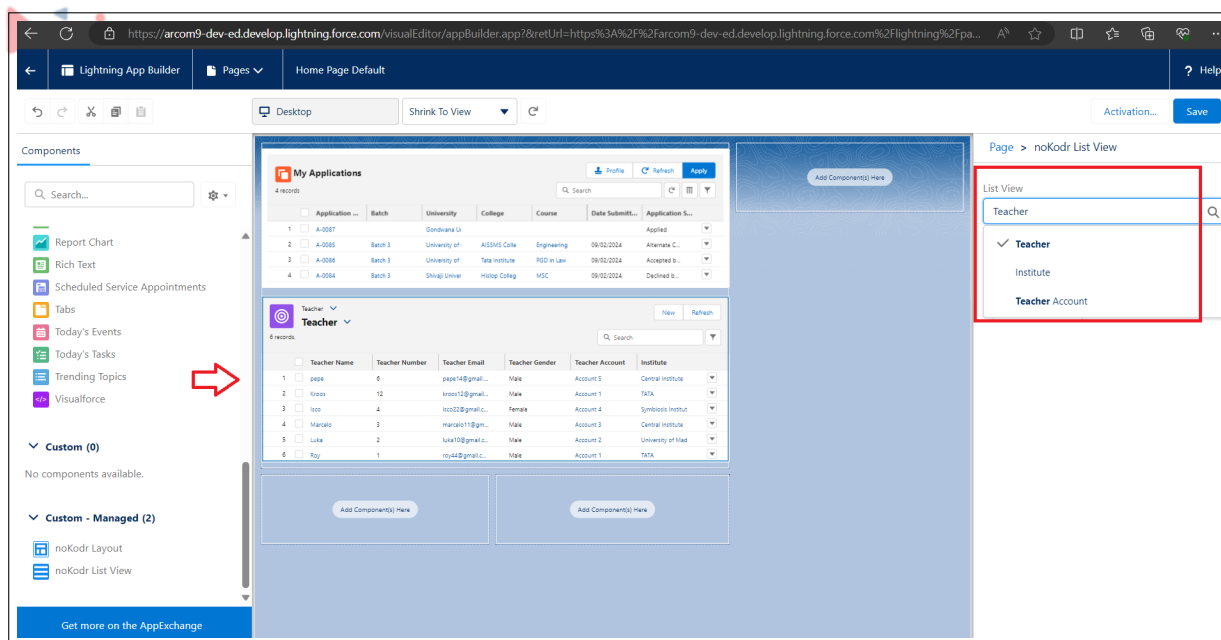 https://arcom9-dev-ed.develop.lightning.force.com/visualEditor/appBuilder.app?&retUrl=https%3A%2F%2Farcom9-dev-ed.develop.lightning.force.com%2Flightning%2Fpa...
Lightning App Builder
Pages
Home Page Default
? Help
Desktop
Shrink To View
Activation...
Save
Components
Search...
Report Chart
Rich Text
Scheduled Service Appointments
Tabs
Today's Events
Today's Tasks
Trending Topics
Visualforce
Custom (0)
No components available.
Custom - Managed (2)
noKodr Layout
noKodr List View
Get more on the AppExchange
My Applications
4 records
Profile
Refresh
Apply
Search
Application ... Batch University College Course Date Submitt... Application S...
1 A-0087 Gondwana Ur Applied
2 A-0085 Batch 3 University of AISSMS Colle Engineering 09/02/2024 Alternate C...
3 A-0086 Batch 3 University of Tata Institute PGD in Law 09/02/2024 Accepted b...
4 A-0084 Batch 3 Shivaji Univer Hislop Colleg MSC 09/02/2024 Declined b...
Teacher
Teacher
6 records.
New
Refresh
Search
Teacher Name Teacher Number Teacher Email Teacher Gender Teacher Account Institute
1 pepe 6 pepe14@gmail.... Male Account 5 Central Institute
2 Kroos 12 kroos12@gmail... Male Account 1 TATA
3 Isco 4 isco22@gmail.c... Female Account 4 Symbiosis Institut
4 Marcelo 3 marcelo11@gm... Male Account 3 Central Institute
5 Luka 2 luka10@gmail.c... Male Account 2 University of Mad
6 Roy 1 roy44@gmail.c... Male Account 1 TATA
Add Component(s) Here
Add Component(s) Here
Add Component(s) Here
Page > noKodr List View
List View
Teacher
Teacher
Institute
Teacher Account